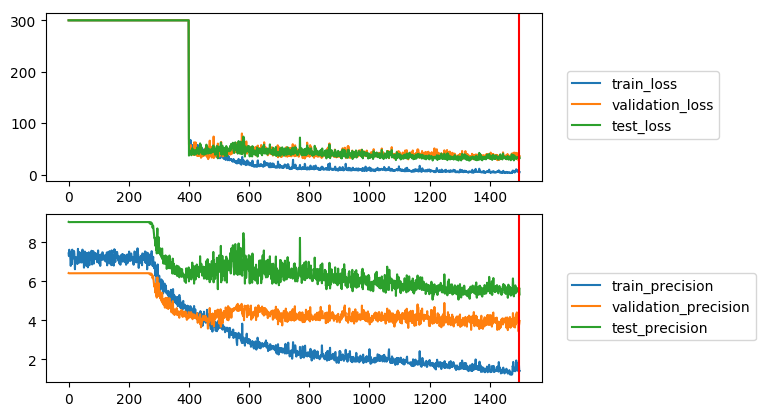 300
200
100
0
0 200 400 600 800 1000 1200 1400
train_loss
validation_loss
test_loss
8
6
4
2
0 200 400 600 800 1000 1200 1400
train_precision
validation_precision
test_precision